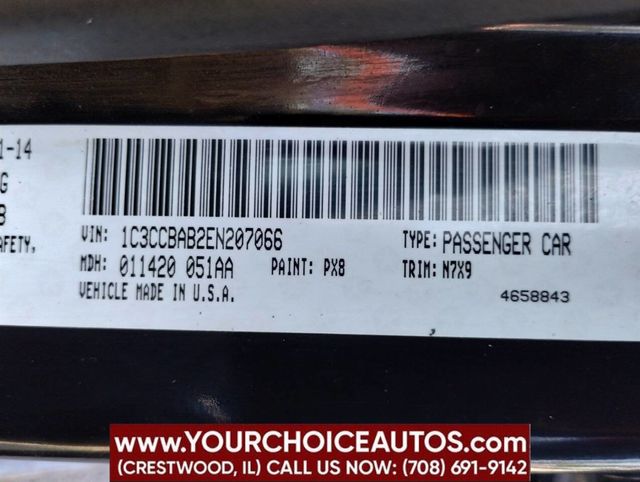 1-14
G
8
AFETY,
VIN: 1C3CCBAB2EN207066
TYPE: PASSENGER CAR
MDH: 011420 051AA PAINT: PX8 TRIM: N7X9
VEHICLE MADE IN U.S.A.
4658843
WWW.YOURCHOICEAUTOS.COM
(CRESTWOOD, IL) CALL US NOW: (708) 691-9142